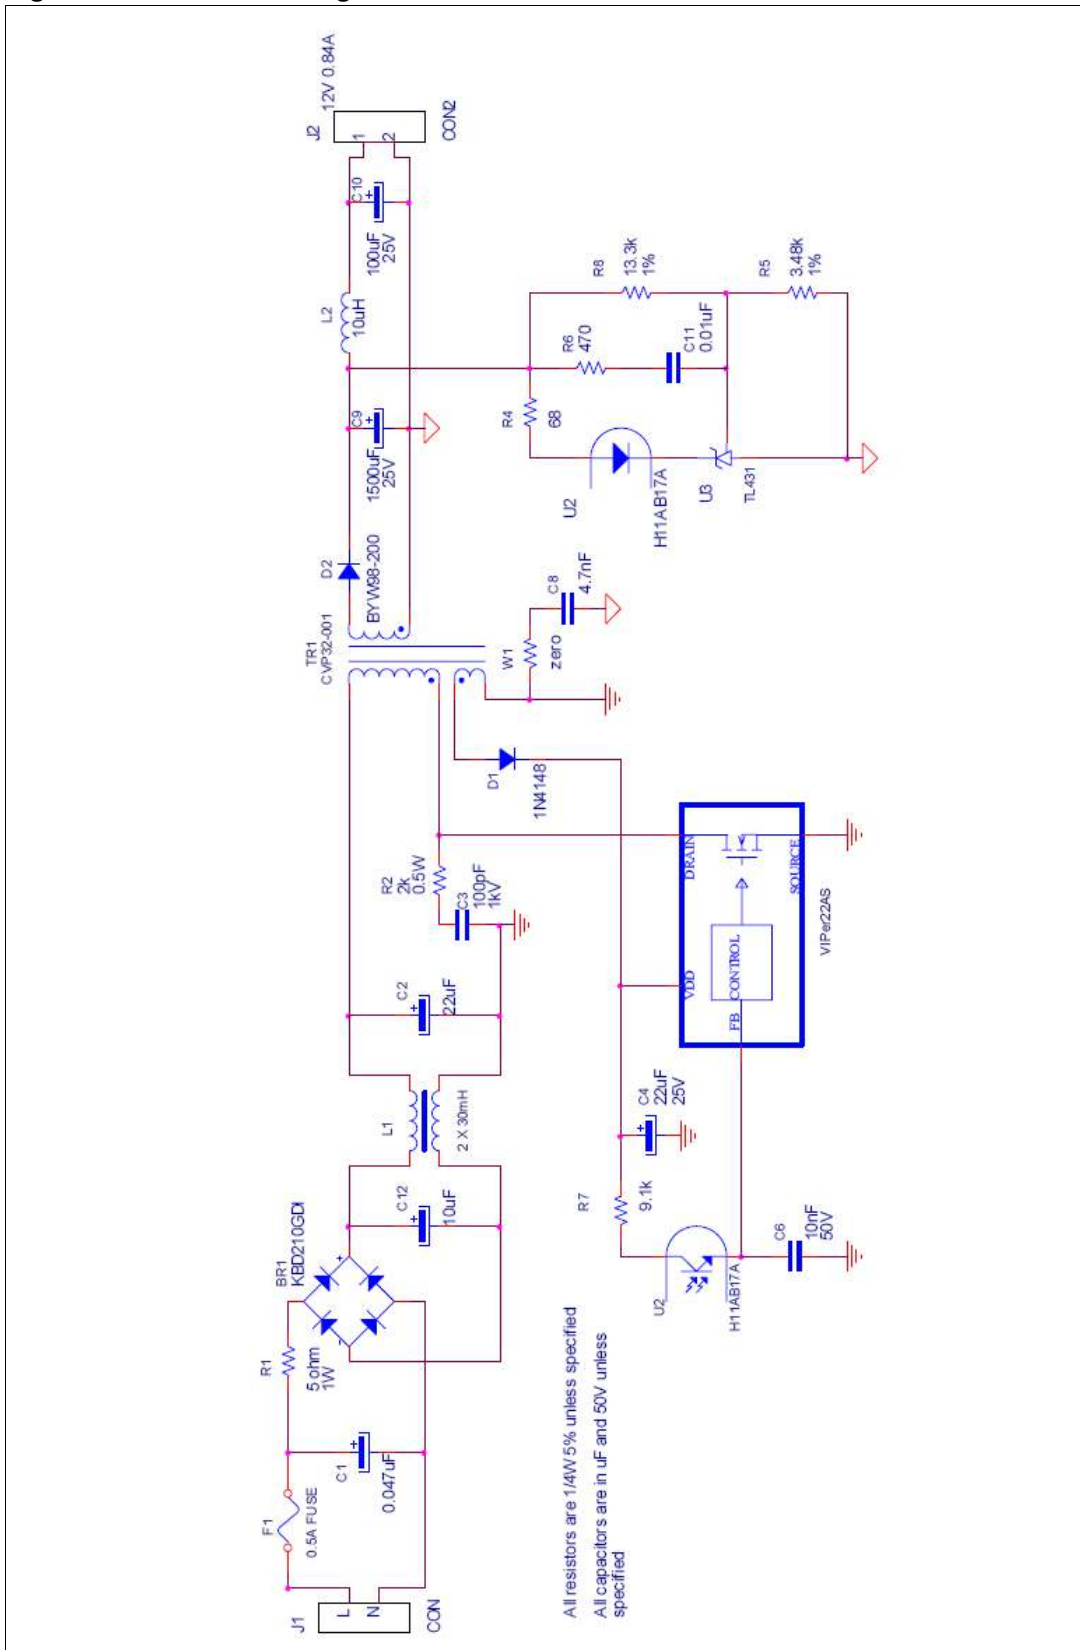 J1
L
N
CON
F1
0.5A FUSE
C1
0.047uF
R1
5 ohm
1W
BR1
KBD210GDI
+
-
C12
10uF
L1
2 X 30mH
C2
22uF
R2
2k
0.5W
C3
100pF
1kV
TR1
CVP32-001
D2
BYW98-200
C9
1500uF
25V
L2
10uH
C10
100uF
25V
J2
12V 0.84A
1
2
CON2
D1
1N4148
W1
zero
C8
4.7nF
R4
68
R6
470
C11
0.01uF
R8
13.3k
1%
R5
3.48k
1%
U2
H11AB17A
U3
TL431
R7
9.1k
C4
22uF
25V
U2
H11AB17A
C6
10nF
50V
FB
VDD
CONTROL
DRAIN
SOURCE
VIPer22AS
All resistors are 1/4W 5% unless specified
All capacitors are in uF and 50V unless
specified